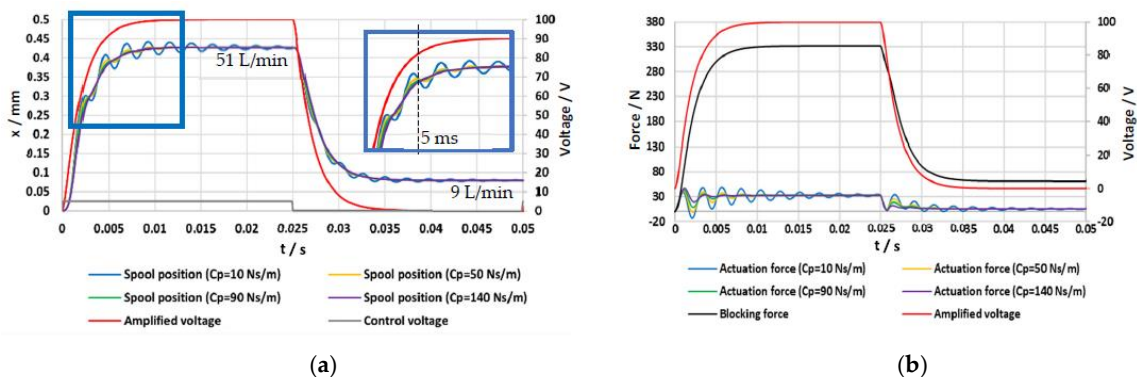 x / mm
0.5
0.45
0.4
0.35
0.3
0.25
0.2
0.15
0.1
0.05
0
51 L/min
5 ms
9 L/min
100
90
80
70
60
50
40
30
20
10
0
Voltage / V
0 0.005 0.01 0.015 0.02 0.025 0.03 0.035 0.04 0.045 0.05
t / s
Spool position (Cp=10 Ns/m) Spool position (Cp=50 Ns/m)
Spool position (Cp=90 Ns/m) Spool position (Cp=140 Ns/m)
Amplified voltage Control voltage
(a)
Force / N
380
330
280
230
180
130
80
30
-20
100
80
60
40
20
0
-20
Voltage / V
0 0.005 0.01 0.015 0.02 0.025 0.03 0.035 0.04 0.045 0.05
t / s
Actuation force (Cp=10 Ns/m) Actuation force (Cp=50 Ns/m)
Actuation force (Cp=90 Ns/m) Actuation force (Cp=140 Ns/m)
Blocking force Amplified voltage
(b)